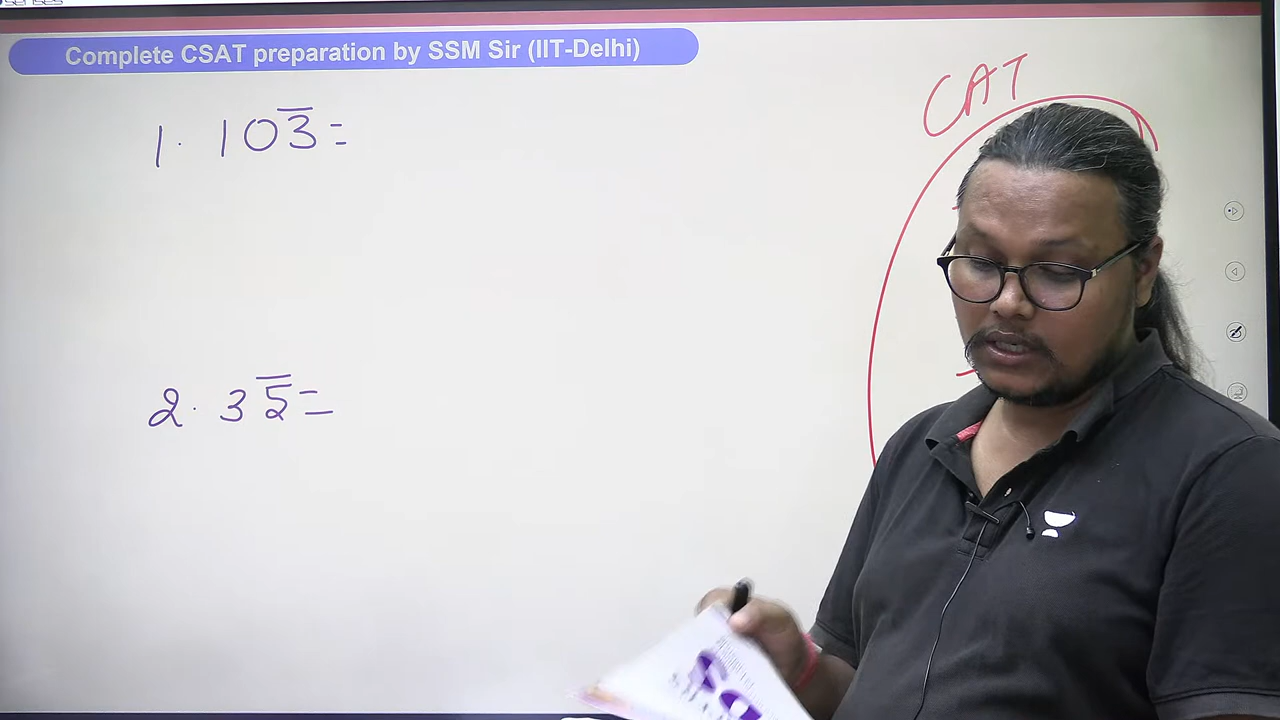 Complete CSAT preparation by SSM Sir (IIT-Delhi)
CAT
1. 103̅ =
2. 35̅ =